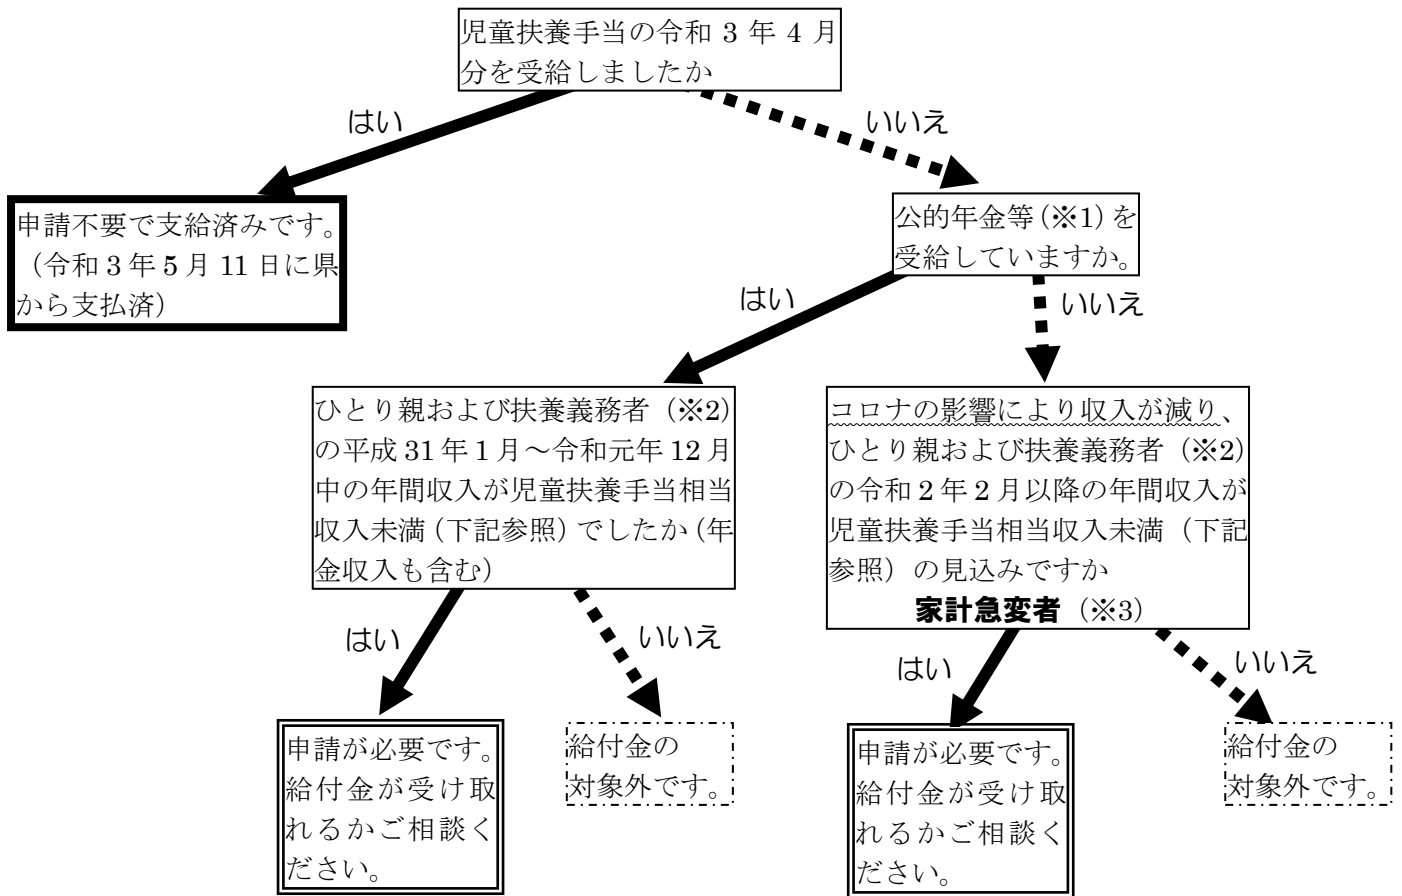 児童扶養手当の令和 3 年 4 月
分を受給しましたか
はい
いいえ
申請不要で支給済みです。
（令和 3 年 5 月 11 日に県
から支払済）
公的年金等（※1）を
受給していますか。
はい
いいえ
ひとり親および扶養義務者（※2）
の平成 31 年 1 月～令和元年 12 月
中の年間収入が児童扶養手当相当
収入未満（下記参照）でしたか（年
金収入も含む）
コロナの影響により収入が減り、
ひとり親および扶養義務者（※2）
の令和 2 年 2 月以降の年間収入が
児童扶養手当相当収入未満（下記
参照）の見込みですか
家計急変者（※3）
はい
いいえ
はい
いいえ
申請が必要です。
給付金が受け取
れるかご相談く
ださい。
給付金の
対象外です。
申請が必要です。
給付金が受け取
れるかご相談く
ださい。
給付金の
対象外です。